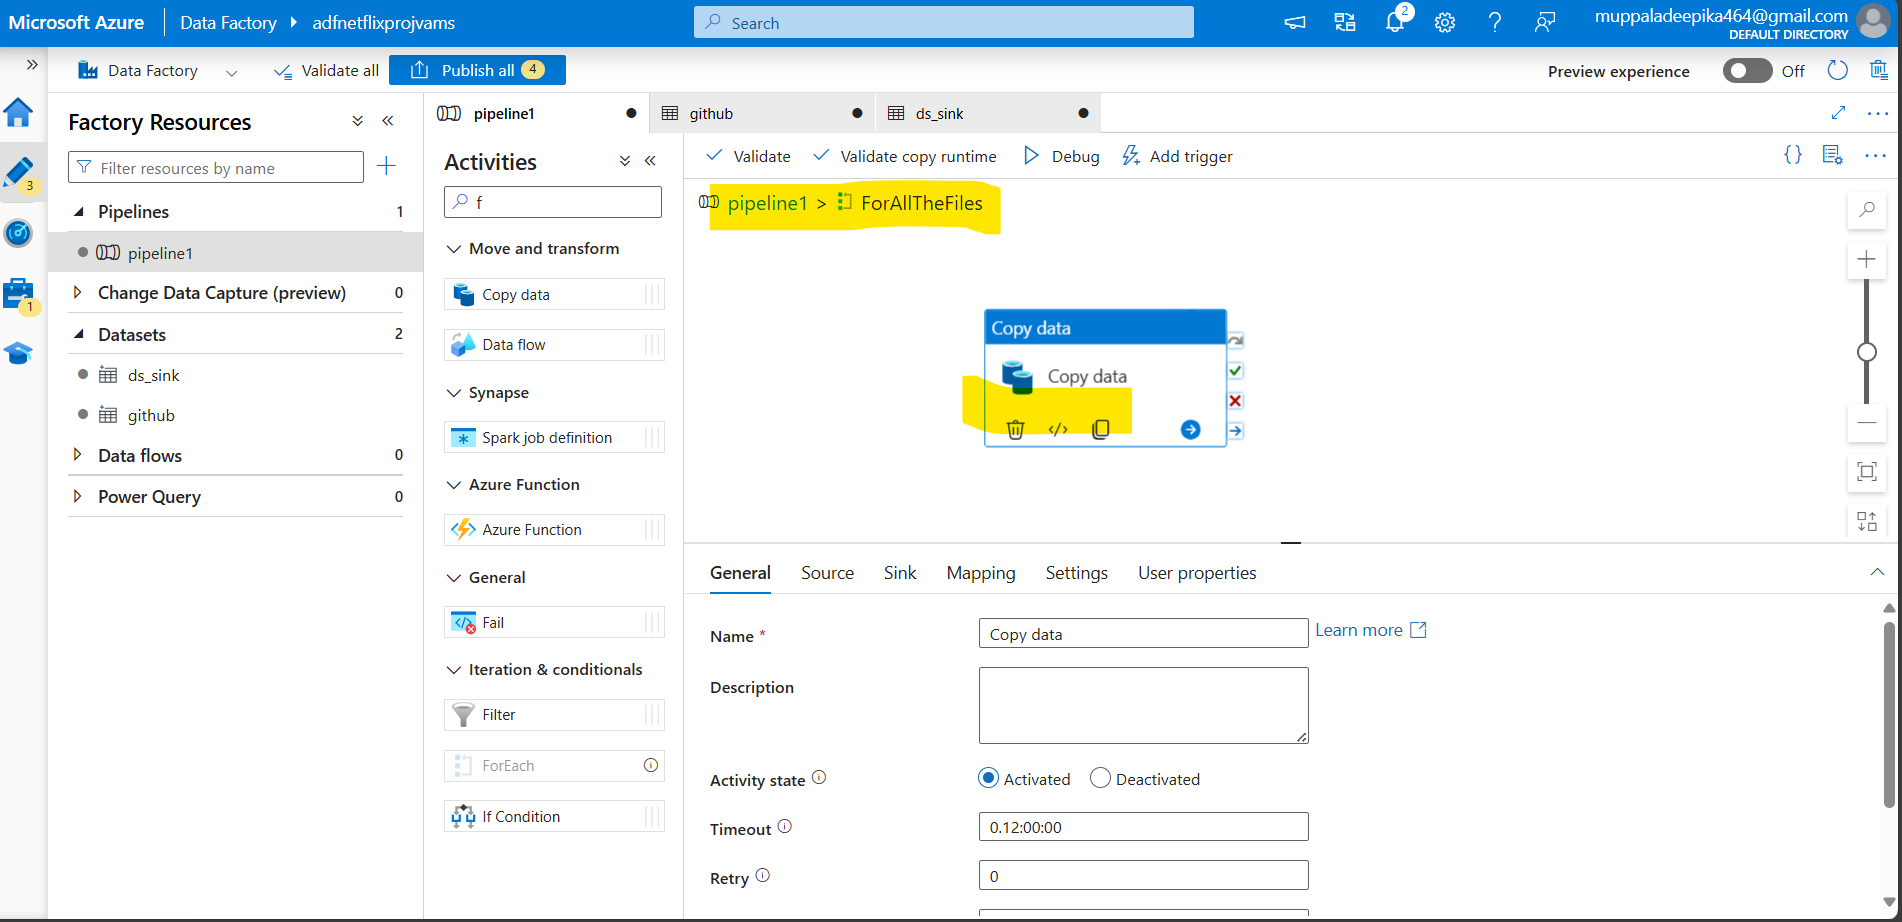 Microsoft Azure
Data Factory
adfnetflixprojvams
Search
2
muppaladeepika464@gmail.com
DEFAULT DIRECTORY
Data Factory
Validate all
Publish all
4
Preview experience
Off
Factory Resources
Filter resources by name
3
1
Pipelines
1
pipeline1
Change Data Capture (preview)
0
Datasets
2
ds_sink
github
Data flows
0
Power Query
0
pipeline1
github
ds_sink
Activities
f
Move and transform
Copy data
Data flow
Synapse
Spark job definition
Azure Function
Azure Function
General
Fail
Iteration & conditionals
Filter
ForEach
If Condition
Validate
Validate copy runtime
Debug
Add trigger
pipeline1 > ForAllTheFiles
Copy data
Copy data
General
Source
Sink
Mapping
Settings
User properties
Name *
Copy data
Learn more
Description
Activity state
Activated
Deactivated
Timeout
0.12:00:00
Retry
0